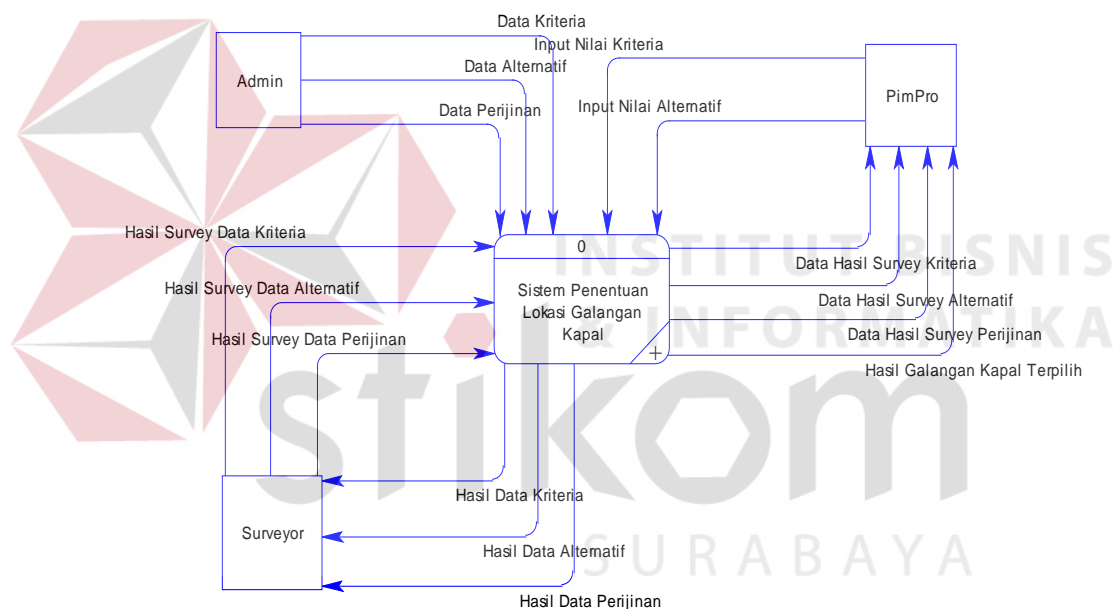 Data Kriteria
Input Nilai Kriteria
Admin
Data Alternatif
PimPro
Data Perijinan
Input Nilai Alternatif
Hasil Survey Data Kriteria
0
INSTITUT BISNIS
Data Hasil Survey Kriteria
Hasil Survey Data Alternatif
Sistem Penentuan
Lokasi Galangan
Kapal
Data Hasil Survey Alternatif
& INFORMATIKA
Hasil Survey Data Perijinan
Data Hasil Survey Perijinan
+
Hasil Galangan Kapal Terpilih
stikom
Hasil Data Kriteria
Surveyor
Hasil Data Alternatif
SURABAYA
Hasil Data Perijinan